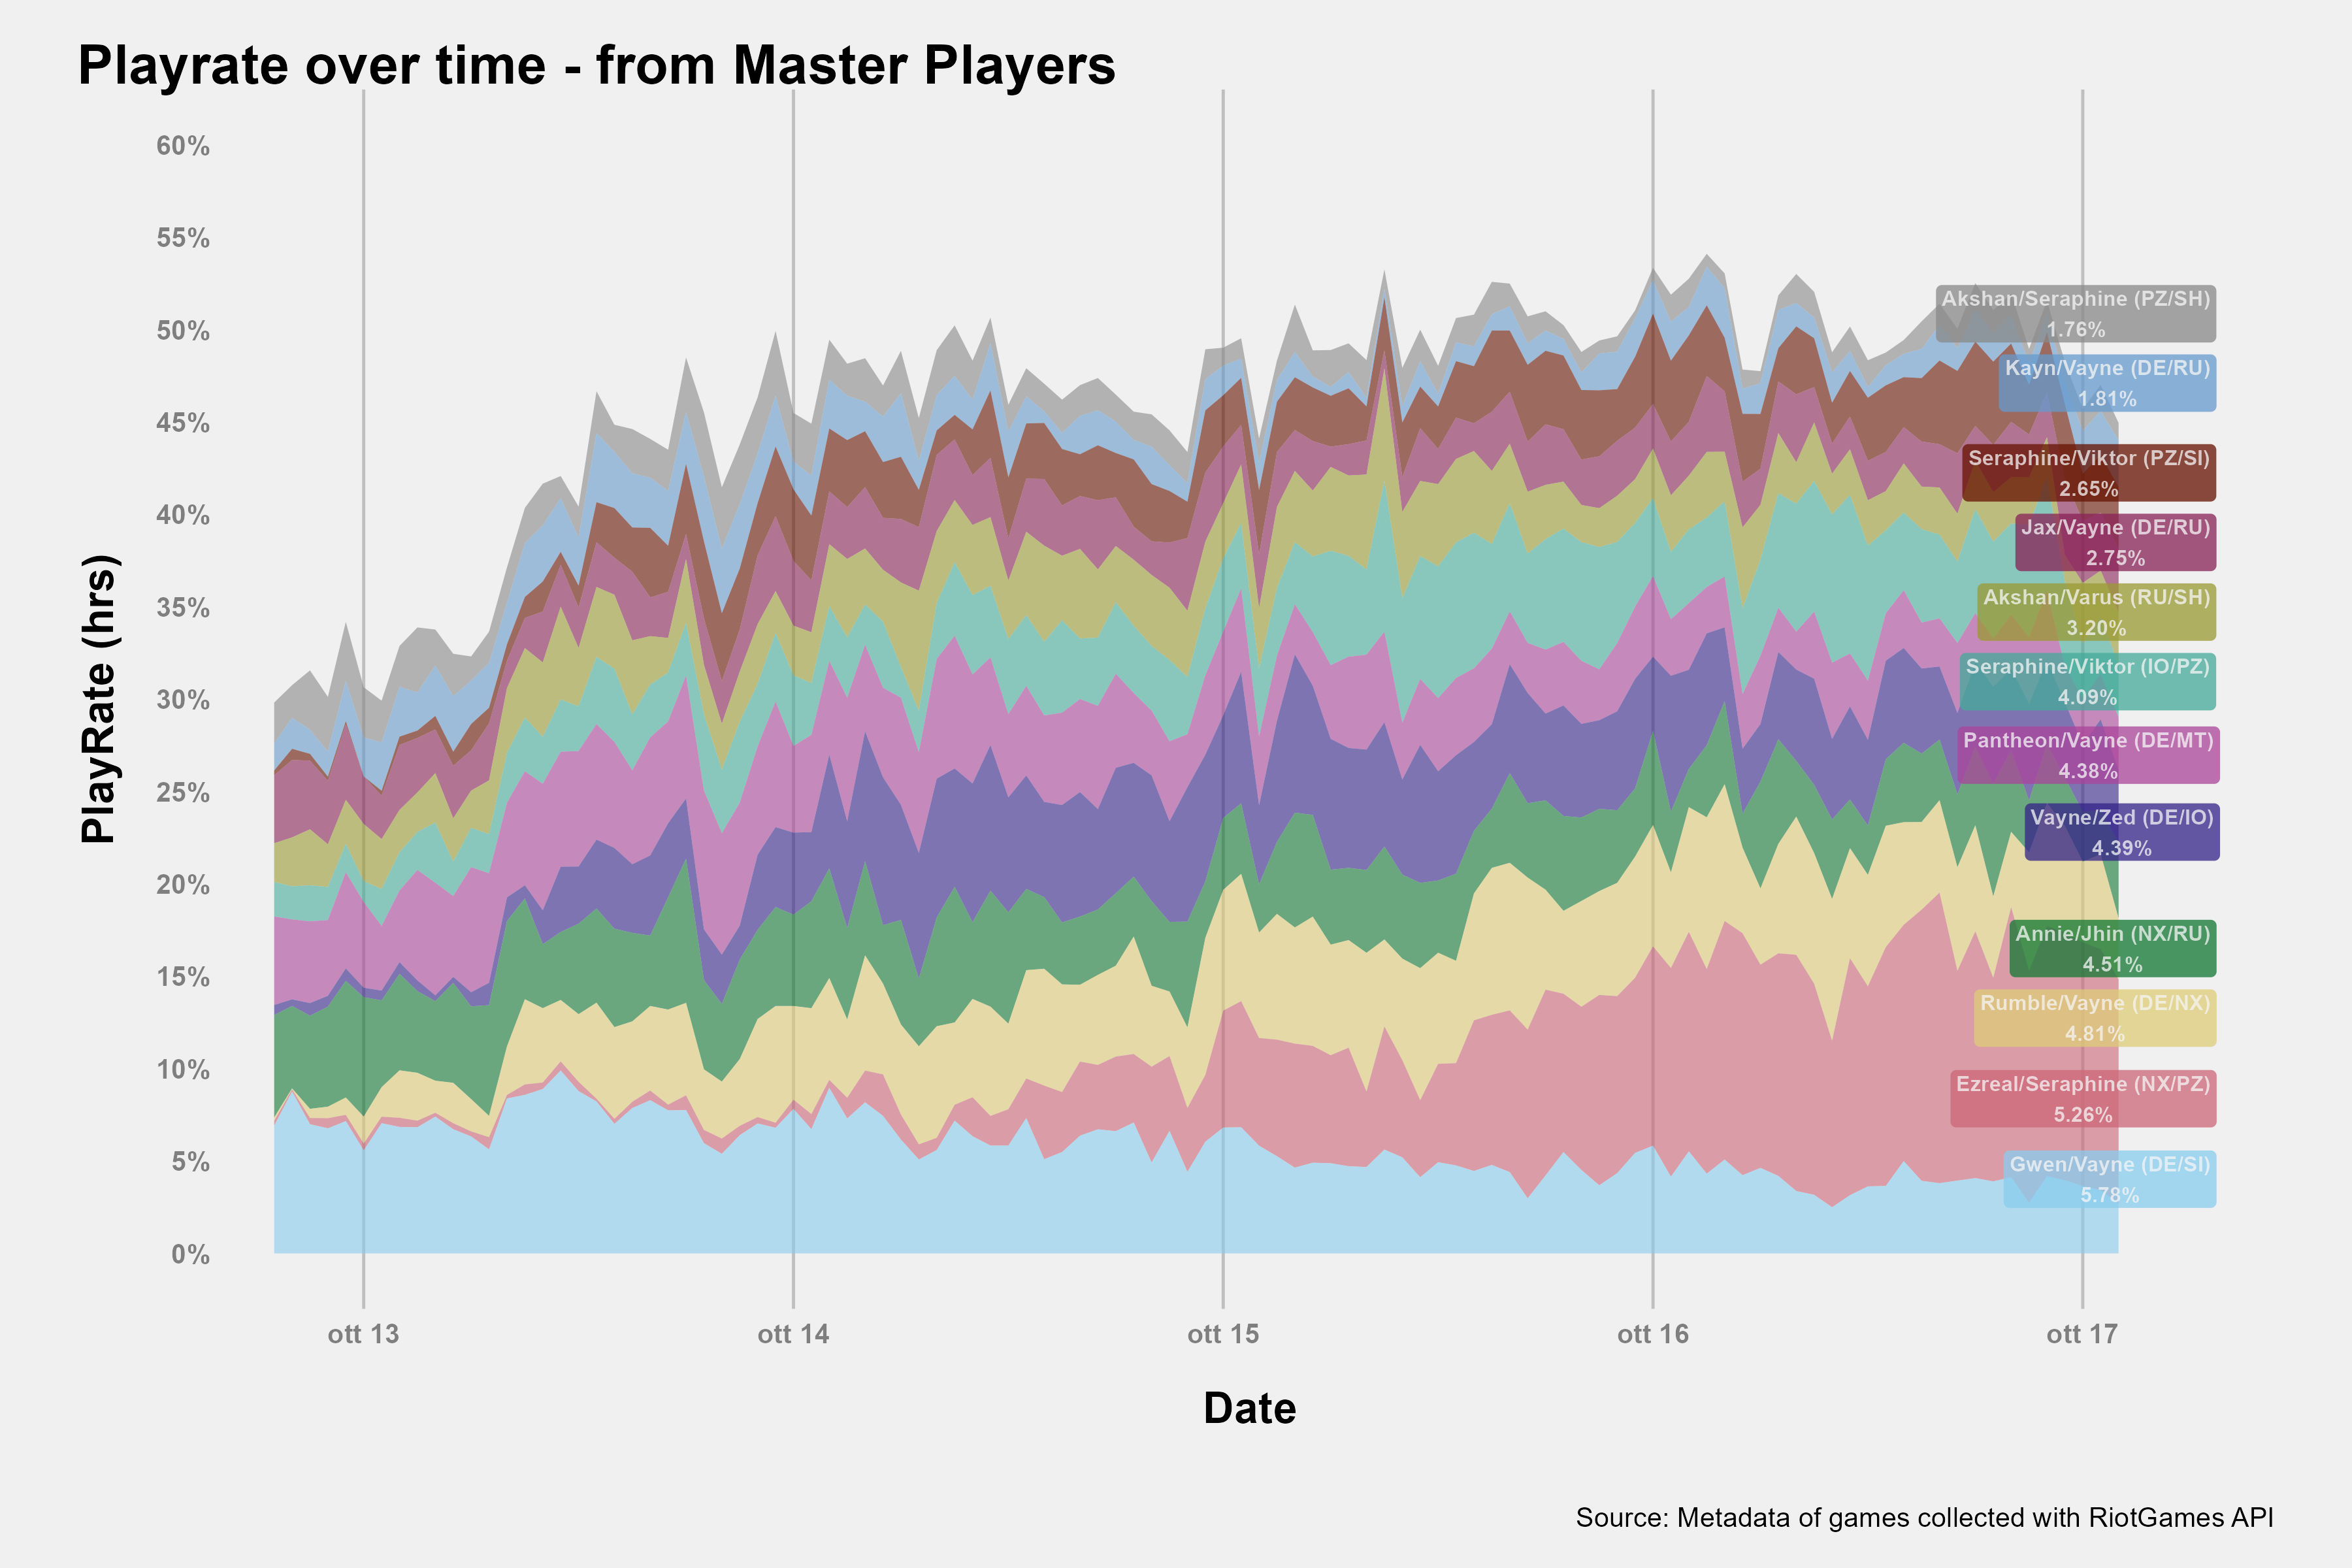 Playrate over time - from Master Players
60%
55%
50%
45%
40%
35%
30%
25%
20%
15%
10%
5%
0%
PlayRate (hrs)
Akshan/Seraphine (PZ/SH)
1.76%
Kayn/Vayne (DE/RU)
1.81%
Seraphine/Viktor (PZ/SI)
2.65%
Jax/Vayne (DE/RU)
2.75%
Akshan/Varus (RU/SH)
3.20%
Seraphine/Viktor (IO/PZ)
4.09%
Pantheon/Vayne (DE/MT)
4.38%
Vayne/Zed (DE/IO)
4.39%
Annie/Jhin (NX/RU)
4.51%
Rumble/Vayne (DE/NX)
4.81%
Ezreal/Seraphine (NX/PZ)
5.26%
Gwen/Vayne (DE/SI)
5.78%
ott 13
ott 14
ott 15
ott 16
ott 17
Date
Source: Metadata of games collected with RiotGames API